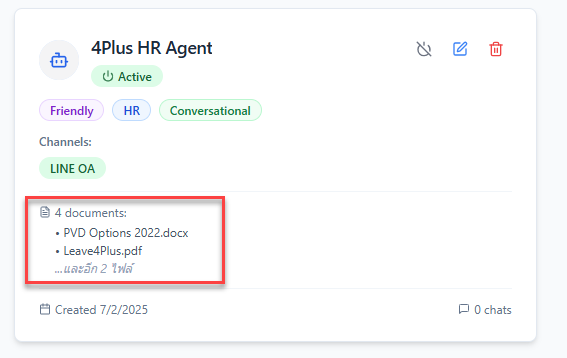 4Plus HR Agent
Active
Friendly HR Conversational
Channels:
LINE OA
4 documents:
• PVD Options 2022.docx
• Leave4Plus.pdf
...และอีก 2 ไฟล์
Created 7/2/2025 0 chats